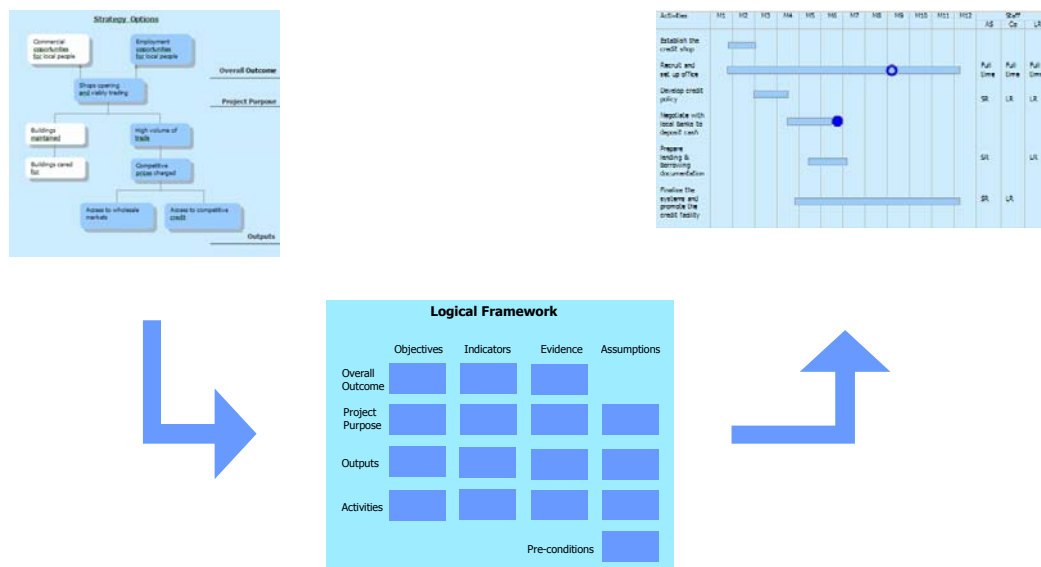 Strategy Options
Commercial
opportunities
for local people
Employment
opportunities
for local people
Overall Outcome
Shops opening
and viably trading
Project Purpose
Buildings
maintained
High volume of
trade
Buildings cared
for
Competitive
prices charged
Access to wholesale
markets
Access to competitive
credit
Outputs
Activities M1 M2 M3 M4 M5 M6 M7 M8 M9 M10 M11 M12 Staff
AS Co LR
Establish the
credit shop
Recruit and
set up office
Full
time
Full
time
Full
time
Develop credit
policy
SR LR LR
Negotiate with
local banks to
deposit cash
Prepare
lending &
borrowing
documentation
SR LR
Finalise the
systems and
promote the
credit facility
SR LR
Logical Framework
Objectives Indicators Evidence Assumptions
Overall
Outcome
Project
Purpose
Outputs
Activities
Pre-conditions